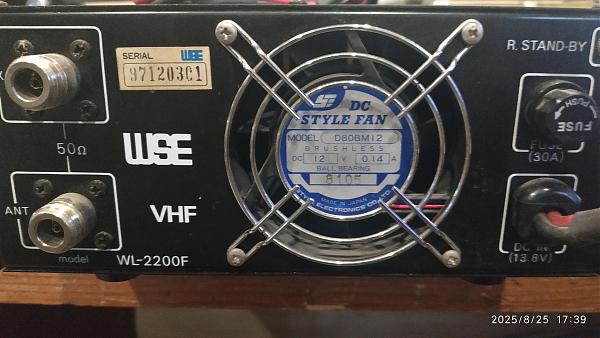 SERIAL WSE
97120301
R. STAND-BY
DC
STYLE FAN
MODEL D80BM12
BRUSHLESS
DC 12 V 0.14 A
BALL BEARING
8105
MADE IN JAPAN
STYLE ELECTRONICS CO.LTD.
PUSH
FUSE
FUSE
(30A)
50Ω
WSE
ANT
VHF
DC IN
(13.8V)
model WL-2200F
2025/8/25 17:39